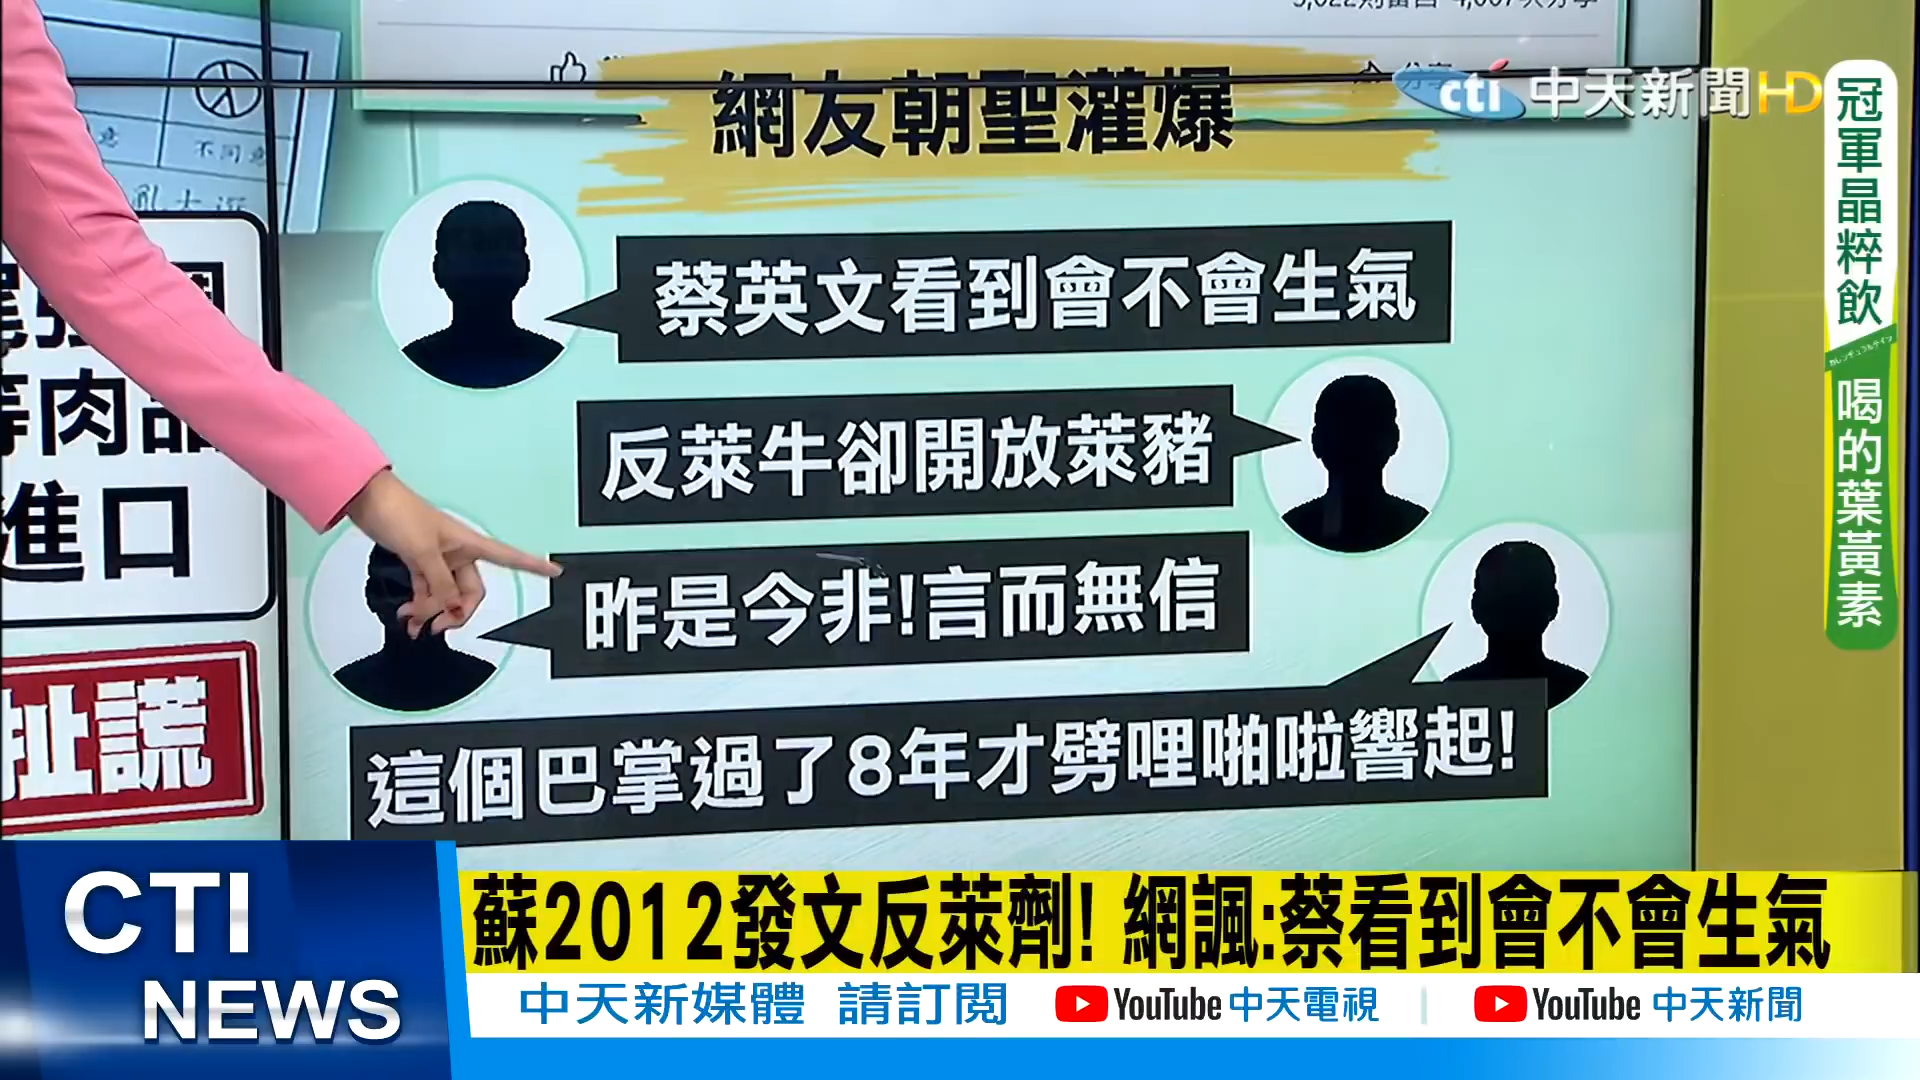 網友朝聖灌爆
cti 中天新聞HD
不同意
蔡英文看到會不會生氣
反萊牛卻開放萊豬
等肉品
進口
昨是今非!言而無信
扯謊
這個巴掌過了8年才劈哩啪啦響起!
冠軍晶粹飲
喝的葉黃素
CTI
NEWS
蘇2012發文反萊劑! 網諷:蔡看到會不會生氣
中天新媒體 請訂閱 YouTube 中天電視 | YouTube 中天新聞